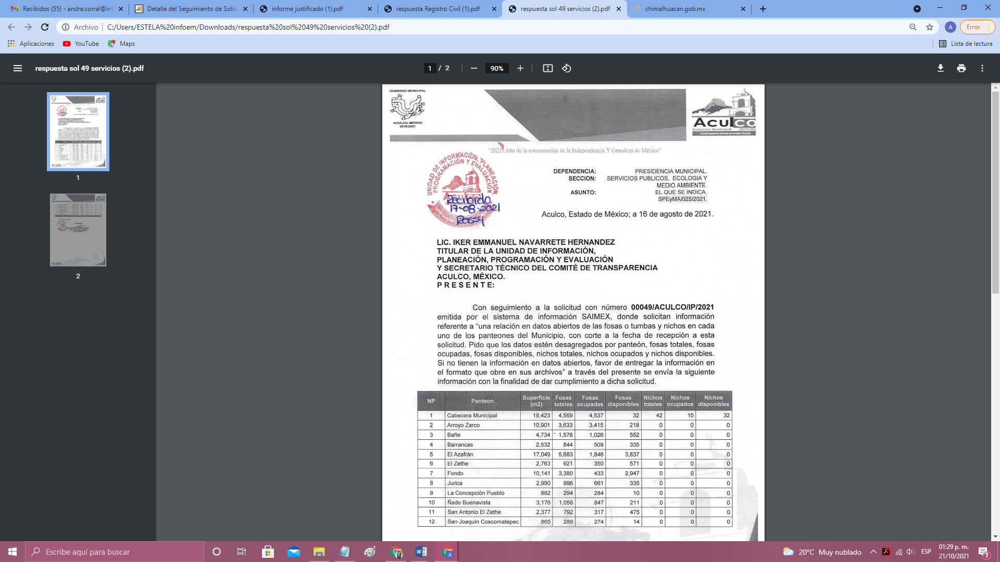 Recibidos (55) - andre.corral@inf
Detalle del Seguimiento de Solici
informe justificado (1).pdf
respuesta Registro Civil (1).pdf
respuesta sol 49 servicios (2).pdf
chimalhuacan.gob.mx
Archivo
C:/Users/ESTELA%20infoem/Downloads/respuesta%20sol%2049%20servicios%20(2).pdf
A
Error
Aplicaciones
YouTube
Maps
Lista de lectura
respuesta sol 49 servicios (2).pdf
1 / 2
90%
1
2
GOBIERNO MUNICIPAL
ACULCO, MÉXICO
2019-2021
Aculco
Gobierno Municipal 2019-202
Construyamos juntos un mejor Aculco
"2021. Año de la consumación de la Independencia Y Grandeza de México"
UNIDAD DE INFORMACIÓN, PLANEACIÓN,
PROGRAMACIÓN Y EVALUACIÓN
Aculco
Recibido
17-08-2021
Rossy
DEPENDENCIA: PRESIDENCIA MUNICIPAL.
SECCION: SERVICIOS PUBLICOS, ECOLOGIA Y
MEDIO AMBIENTE.
ASUNTO: EL QUE SE INDICA.
SPEyMA/025/2021.
Aculco, Estado de México; a 16 de agosto de 2021.
LIC. IKER EMMANUEL NAVARRETE HERNANDEZ
TITULAR DE LA UNIDAD DE INFORMACIÓN,
PLANEACIÓN, PROGRAMACIÓN Y EVALUACIÓN
Y SECRETARIO TÉCNICO DEL COMITÉ DE TRANSPARENCIA
ACULCO, MÉXICO.
P R E S E N T E:
Con seguimiento a la solicitud con número 00049/ACULCO/IP/2021
emitida por el sistema de información SAIMEX, donde solicitan información
referente a “una relación en datos abiertos de las fosas o tumbas y nichos en cada
uno de los panteones del Municipio, con corte a la fecha de recepción a esta
solicitud. Pido que los datos estén desagregados por panteón, fosas totales, fosas
ocupadas, fosas disponibles, nichos totales, nichos ocupados y nichos disponibles.
Si no tienen la información en datos abiertos, favor de entregar la información en
el formato que obre en sus archivos” a través del presente se envía la siguiente
información con la finalidad de dar cumplimiento a dicha solicitud.
NP Panteon Superficie (m2) Fosas totales Fosas ocupadas Fosas disponibles Nichos totales Nichos ocupados Nichos disponibles
1 Cabecera Municipal 18,423 4,569 4,537 32 42 10 32
2 Arroyo Zarco 10,901 3,633 3,415 218 0 0 0
3 Bañe 4,734 1,578 1,026 552 0 0 0
4 Barrancas 2,532 844 509 335 0 0 0
5 El Azafrán 17,049 5,683 1,846 3,837 0 0 0
6 El Zethe 2,763 921 350 571 0 0 0
7 Fondo 10,141 3,380 433 2,947 0 0 0
8 Jurica 2,990 996 661 335 0 0 0
9 La Concepción Pueblo 882 294 284 10 0 0 0
10 Ñado Buenavista 3,176 1,058 847 211 0 0 0
11 San Antonio El Zethe 2,377 792 317 475 0 0 0
12 San Joaquín Coscomatepec 865 288 274 14 0 0 0
Escribe aquí para buscar
20°C Muy nublado
ESP
01:29 p. m.
21/10/2021
3